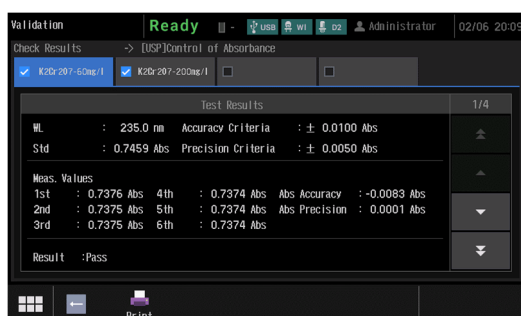 Validation Ready - USB WI D2 Administrator 02/06 20:09
Check Results -> [USP]Control of Absorbance
K2Cr207-60mg/l K2Cr207-200mg/l
Test Results 1/4
WL : 235.0 nm Accuracy Criteria : ± 0.0100 Abs
Std : 0.7459 Abs Precision Criteria : ± 0.0050 Abs
Meas. Values
1st : 0.7376 Abs 4th : 0.7374 Abs Abs Accuracy :-0.0083 Abs
2nd : 0.7375 Abs 5th : 0.7374 Abs Abs Precision : 0.0001 Abs
3rd : 0.7375 Abs 6th : 0.7374 Abs
Result :Pass
Print